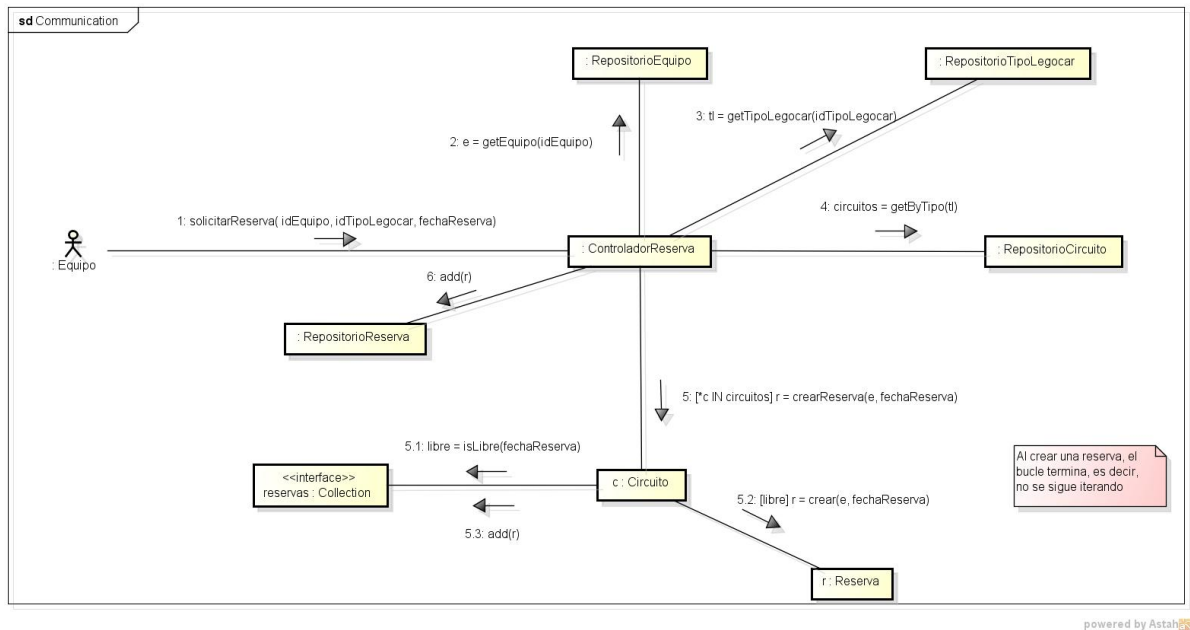 sd Communication
: RepositorioEquipo
: RepositorioTipoLegocar
3: tl = getTipoLegocar(idTipoLegocar)
2: e = getEquipo(idEquipo)
4: circuitos = getByTipo(tl)
1: solicitarReserva( idEquipo, idTipoLegocar, fechaReserva)
: ControladorReserva
: RepositorioCircuito
: Equipo
6: add(r)
: RepositorioReserva
5: [*c IN circuitos] r = crearReserva(e, fechaReserva)
5.1: libre = isLibre(fechaReserva)
<<interface>>
reservas : Collection
c : Circuito
Al crear una reserva, el
bucle termina, es decir,
no se sigue iterando
5.2: [libre] r = crear(e, fechaReserva)
5.3: add(r)
r : Reserva
powered by Astah